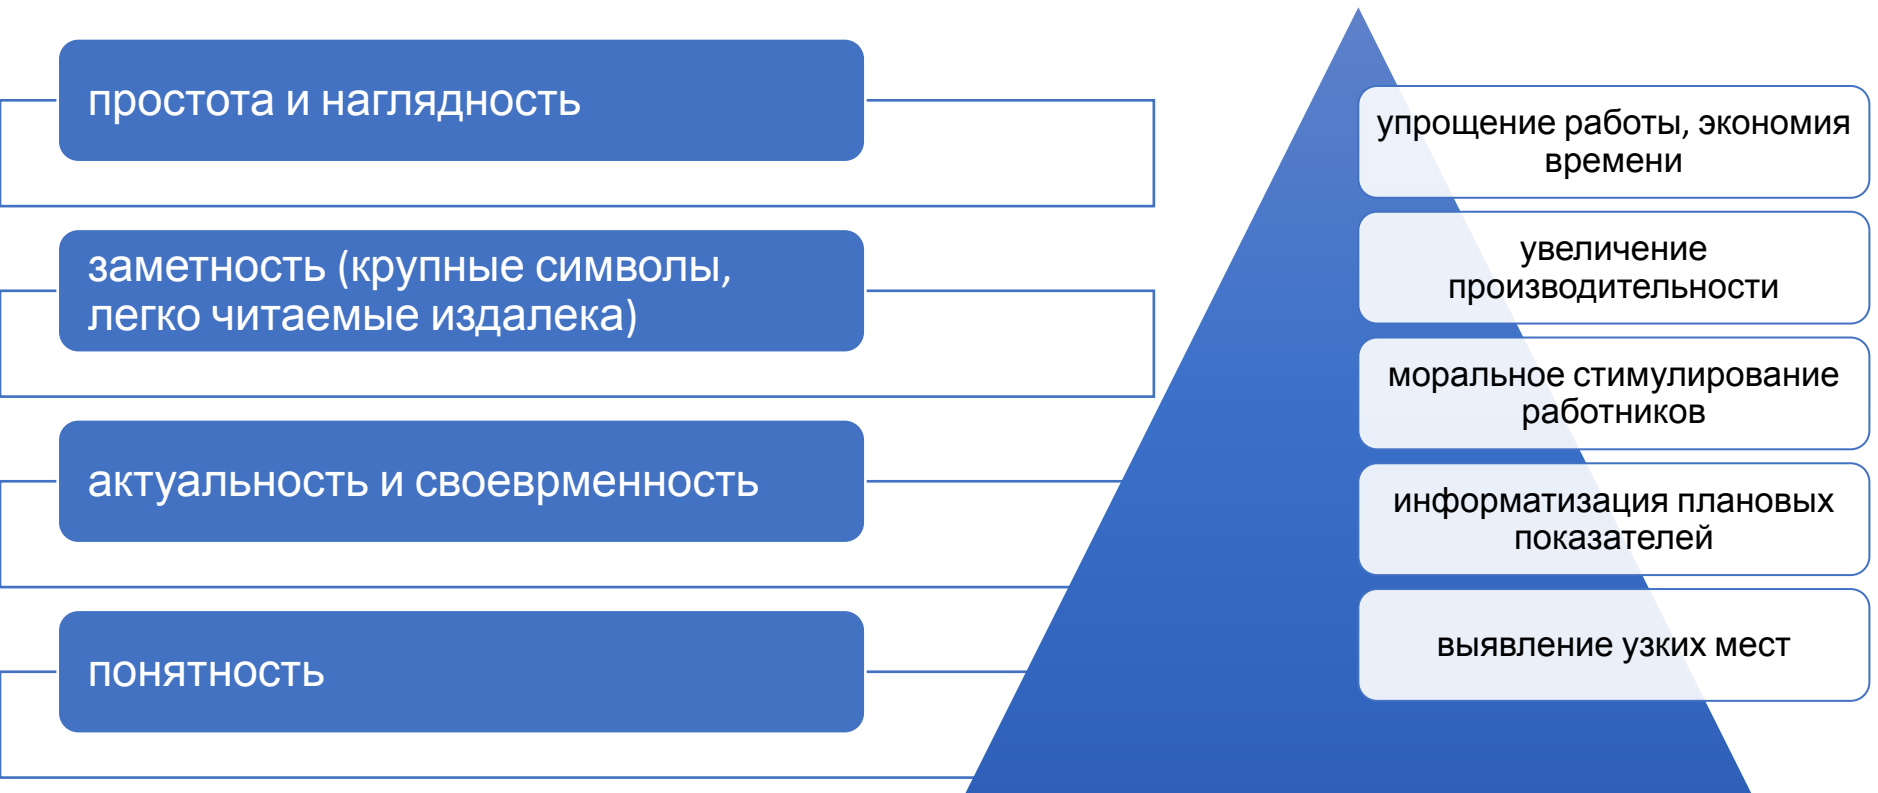 простота и наглядность
заметность (крупные символы,
легко читаемые издалека)
актуальность и своеврменность
понятность
упрощение работы, экономия
времени
увеличение
производительности
моральное стимулирование
работников
информатизация плановых
показателей
выявление узких мест